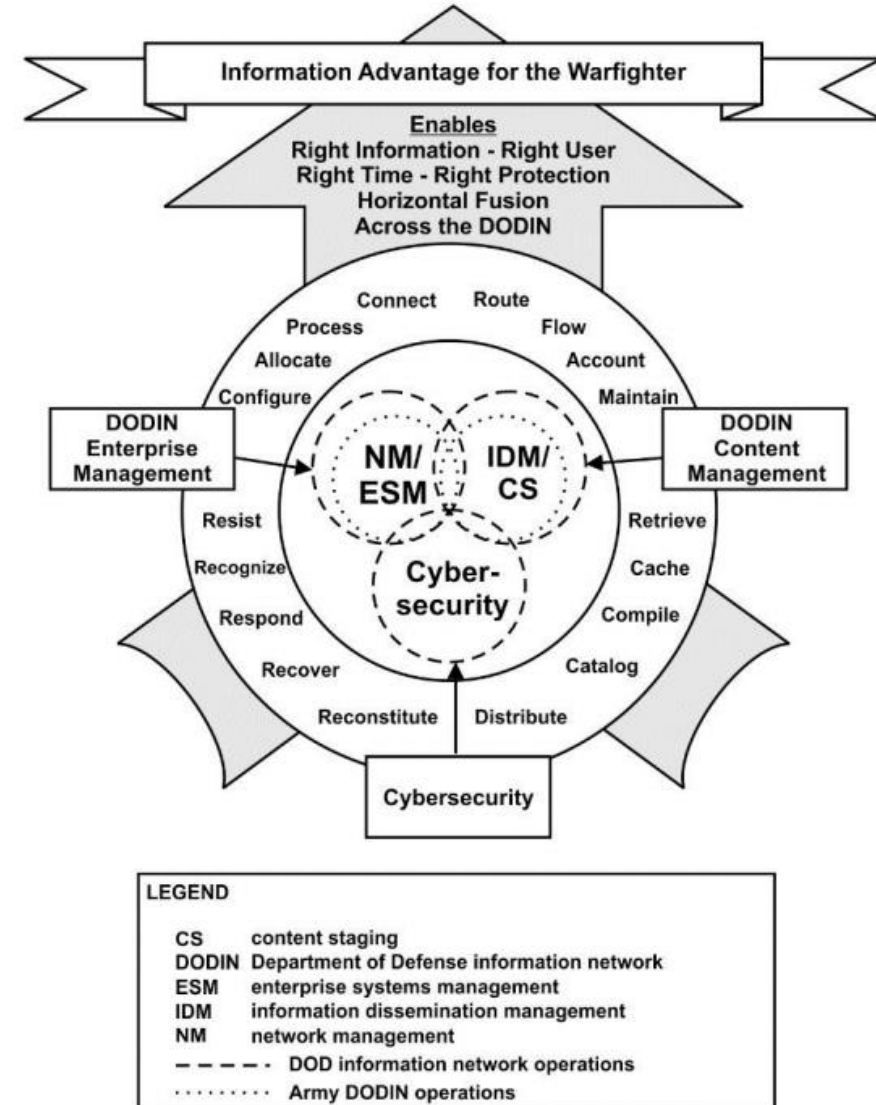 Information Advantage for the Warfighter
Enables
Right Information - Right User
Right Time - Right Protection
Horizontal Fusion
Across the DODIN
Connect
Route
Process
Flow
Allocate
Account
Configure
Maintain
DODIN
Enterprise
Management
DODIN
Content
Management
NM/
ESM
IDM/
CS
Cyber-
security
Resist
Recognize
Respond
Recover
Reconstitute
Retrieve
Cache
Compile
Catalog
Distribute
Cybersecurity
LEGEND
CS content staging
DODIN Department of Defense information network
ESM enterprise systems management
IDM information dissemination management
NM network management
DOD information network operations
Army DODIN operations